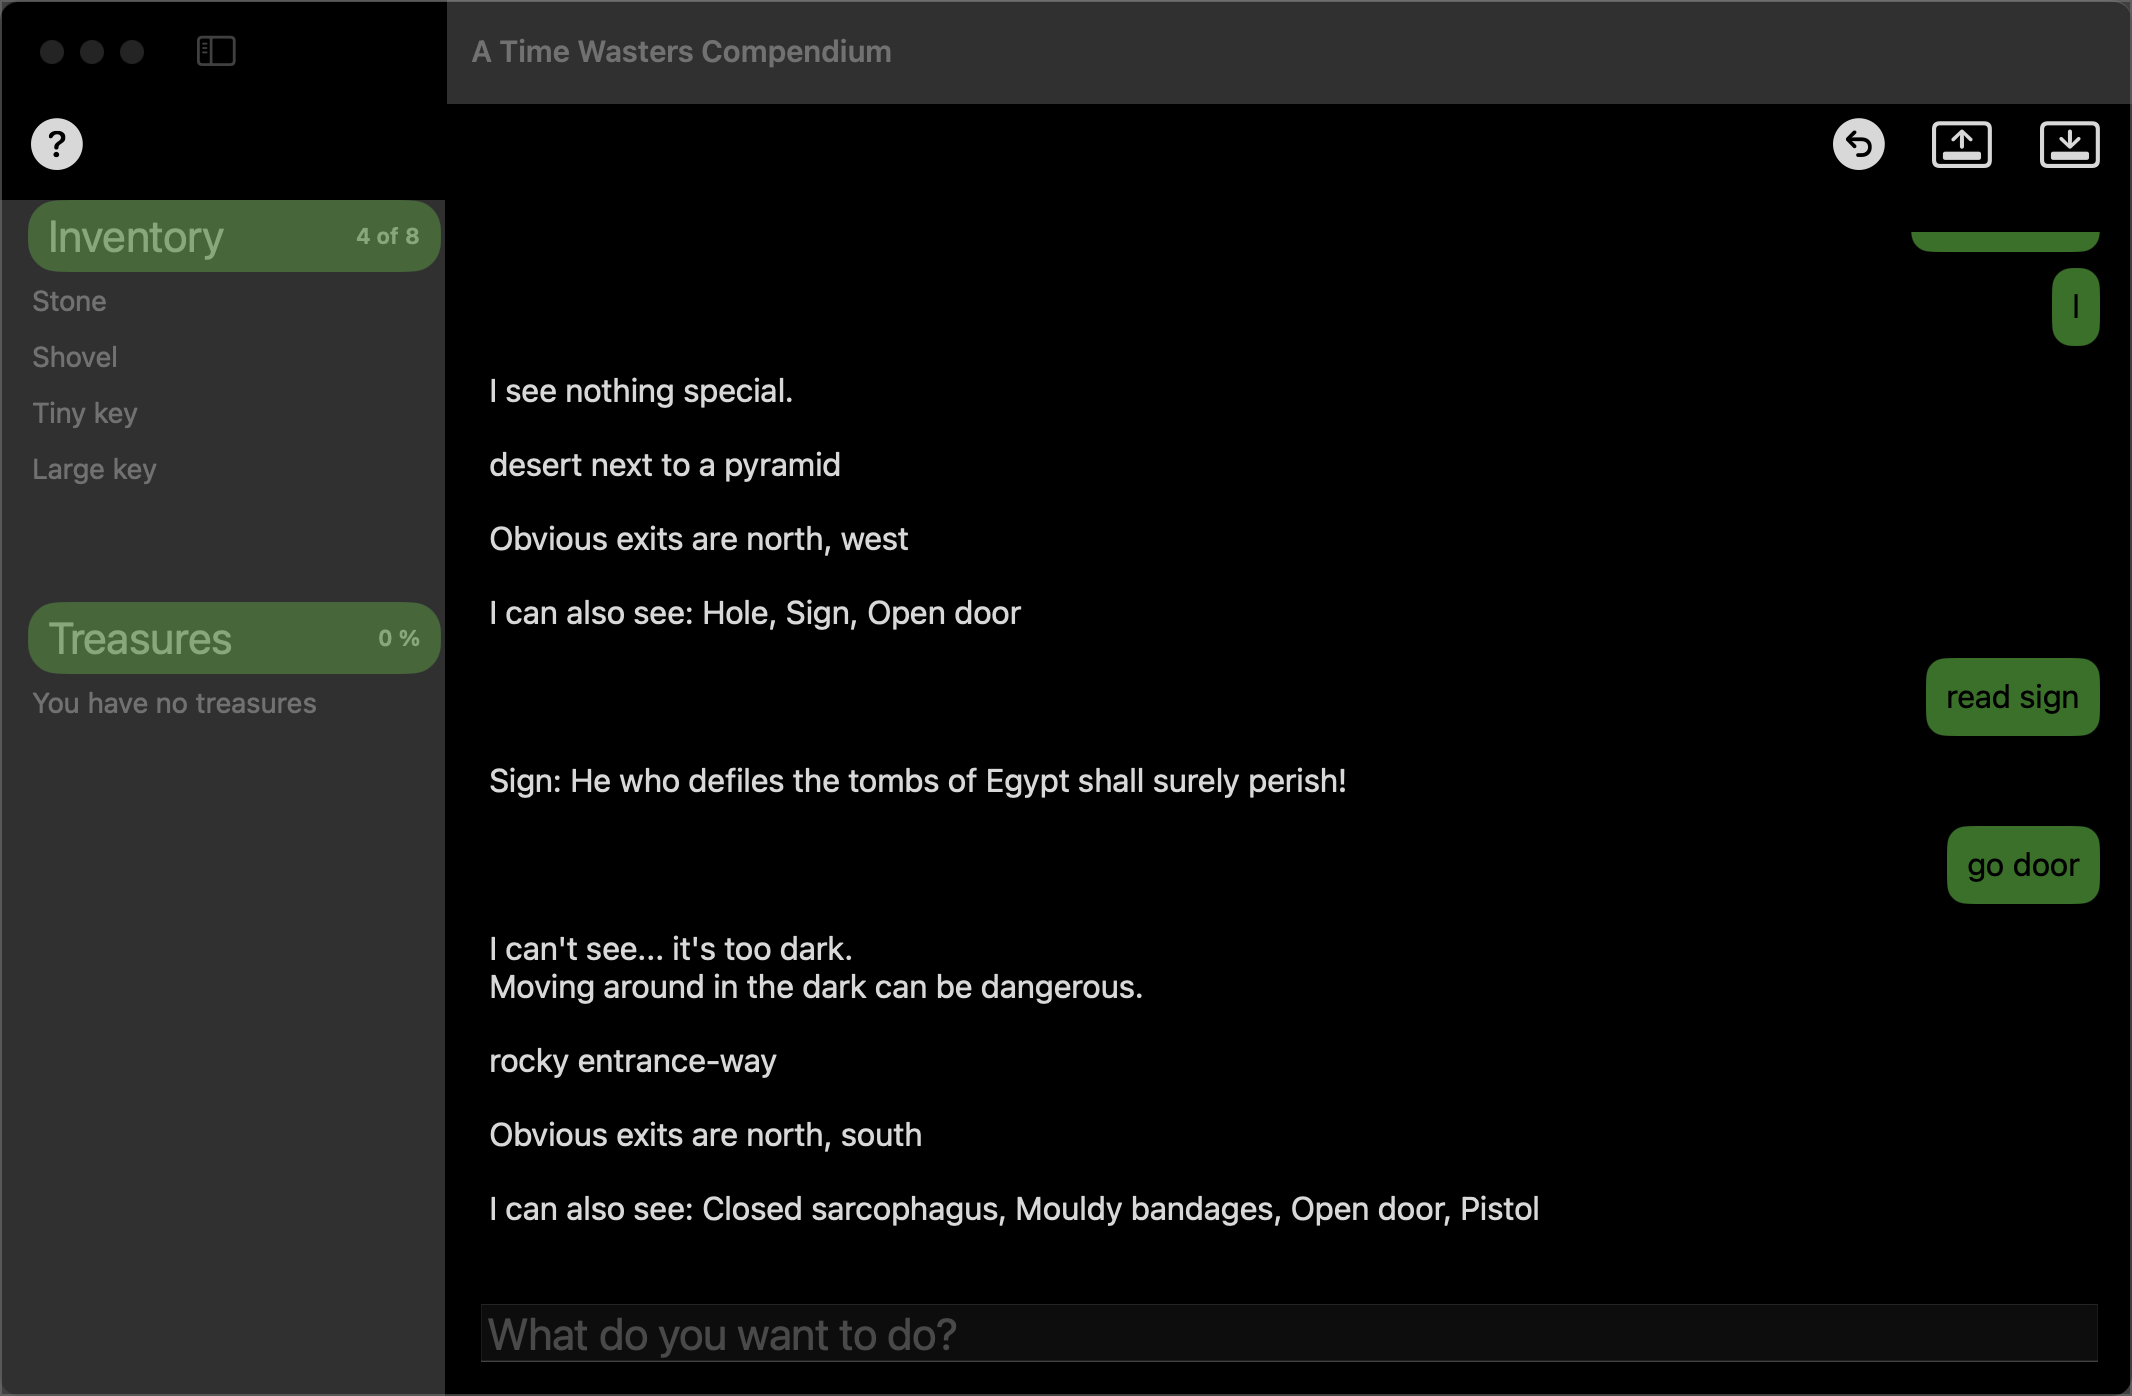 A Time Wasters Compendium
?
Inventory 4 of 8
Stone
Shovel
Tiny key
Large key
Treasures 0 %
You have no treasures
l
I see nothing special.
desert next to a pyramid
Obvious exits are north, west
I can also see: Hole, Sign, Open door
read sign
Sign: He who defiles the tombs of Egypt shall surely perish!
go door
I can't see... it's too dark.
Moving around in the dark can be dangerous.
rocky entrance-way
Obvious exits are north, south
I can also see: Closed sarcophagus, Mouldy bandages, Open door, Pistol
What do you want to do?